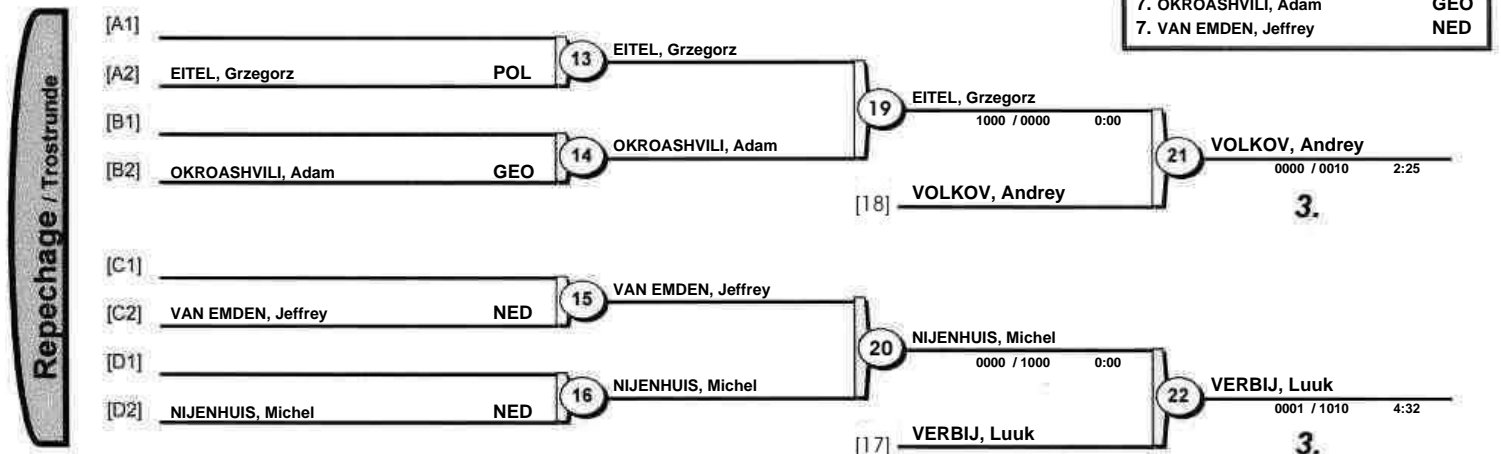 7. OKROASHVILI, Adam GEO
7. VAN EMDEN, Jeffrey NED
Repechage / Trostrunde
[A1]
[A2] EITEL, Grzegorz POL
13 EITEL, Grzegorz
[B1]
[B2] OKROASHVILI, Adam GEO
14 OKROASHVILI, Adam
19 EITEL, Grzegorz
1000 / 0000 0:00
[18] VOLKOV, Andrey
21 VOLKOV, Andrey
0000 / 0010 2:25
3.
[C1]
[C2] VAN EMDEN, Jeffrey NED
15 VAN EMDEN, Jeffrey
[D1]
[D2] NIJENHUIS, Michel NED
16 NIJENHUIS, Michel
20 NIJENHUIS, Michel
0000 / 1000 0:00
[17] VERBIJ, Luuk
22 VERBIJ, Luuk
0001 / 1010 4:32
3.